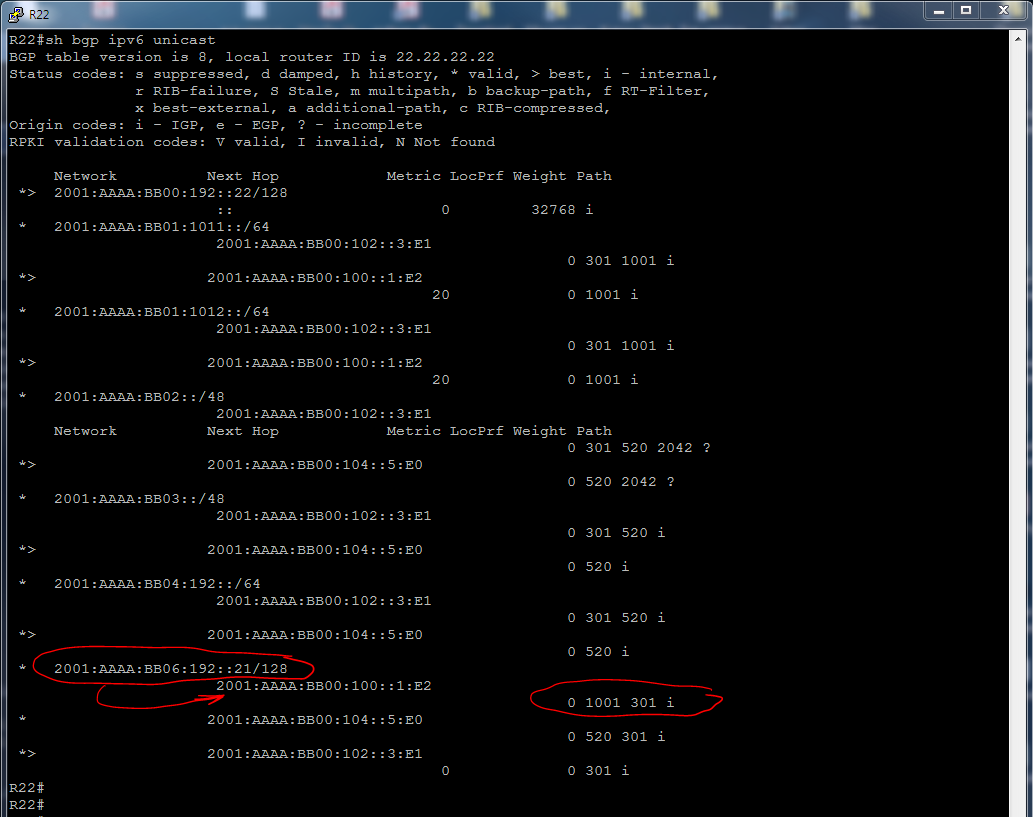 R22
R22#sh bgp ipv6 unicast
BGP table version is 8, local router ID is 22.22.22.22
Status codes: s suppressed, d damped, h history, * valid, > best, i - internal,
              r RIB-failure, S Stale, m multipath, b backup-path, f RT-Filter,
              x best-external, a additional-path, c RIB-compressed,
Origin codes: i - IGP, e - EGP, ? - incomplete
RPKI validation codes: V valid, I invalid, N Not found
     Network          Next Hop            Metric LocPrf Weight Path
 *>  2001:AAAA:BB00:192::22/128
                       ::                       0         32768 i
 *   2001:AAAA:BB01:1011::/64
                       2001:AAAA:BB00:102::3:E1
                                                              0 301 1001 i
 *>                   2001:AAAA:BB00:100::1:E2
                                               20             0 1001 i
 *   2001:AAAA:BB01:1012::/64
                       2001:AAAA:BB00:102::3:E1
                                                              0 301 1001 i
 *>                   2001:AAAA:BB00:100::1:E2
                                               20             0 1001 i
 *   2001:AAAA:BB02::/48
                       2001:AAAA:BB00:102::3:E1
     Network          Next Hop            Metric LocPrf Weight Path
                                                              0 301 520 2042 ?
 *>                   2001:AAAA:BB00:104::5:E0
                                                              0 520 2042 ?
 *   2001:AAAA:BB03::/48
                       2001:AAAA:BB00:102::3:E1
                                                              0 301 520 i
 *>                   2001:AAAA:BB00:104::5:E0
                                                              0 520 i
 *   2001:AAAA:BB04:192::/64
                       2001:AAAA:BB00:102::3:E1
                                                              0 301 520 i
 *>                   2001:AAAA:BB00:104::5:E0
                                                              0 520 i
 *   2001:AAAA:BB06:192::21/128
                       2001:AAAA:BB00:100::1:E2
                                                              0 1001 301 i
 *                    2001:AAAA:BB00:104::5:E0
                                                              0 520 301 i
 *>                   2001:AAAA:BB00:102::3:E1
                                                0             0 301 i
R22#
R22#